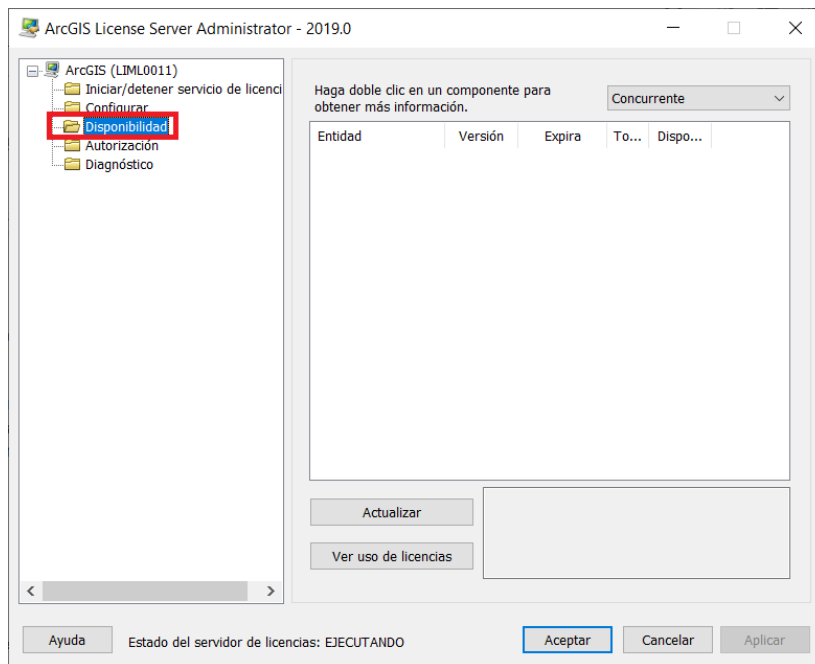 ArcGIS License Server Administrator - 2019.0
ArcGIS (LIML0011)
Iniciar/detener servicio de licenci
Configurar
Disponibilidad
Autorización
Diagnóstico
Haga doble clic en un componente para
obtener más información.
Concurrente
Entidad Versión Expira To... Dispo...
Actualizar
Ver uso de licencias
Ayuda Estado del servidor de licencias: EJECUTANDO Aceptar Cancelar Aplicar